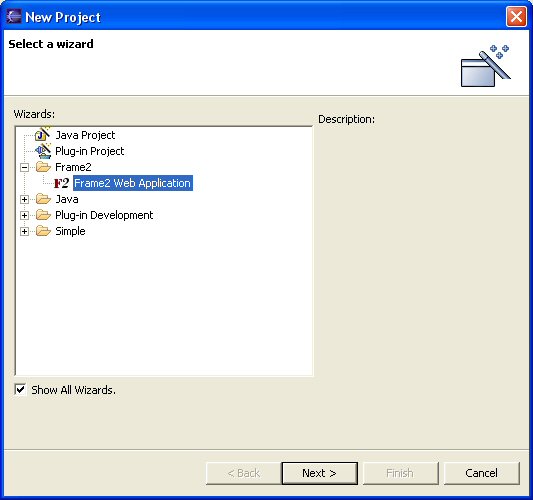 New Project
Select a wizard
Wizards:
Description:
Java Project
Plug-in Project
Frame2
F2 Frame2 Web Application
Java
Plug-in Development
Simple
Show All Wizards.
< Back
Next >
Finish
Cancel